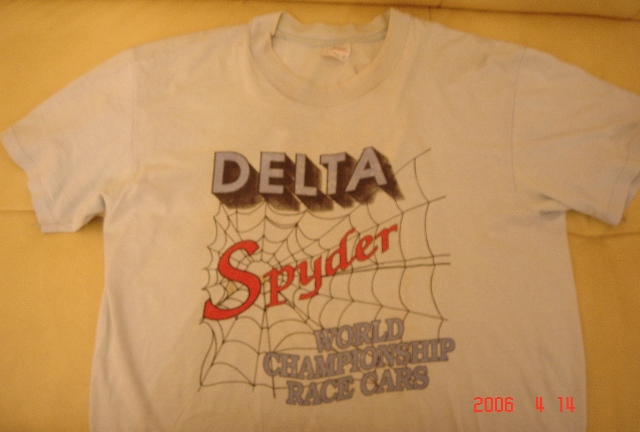 DELTA
Spyder
WORLD
CHAMPIONSHIP
RACE CARS
2006 4 14